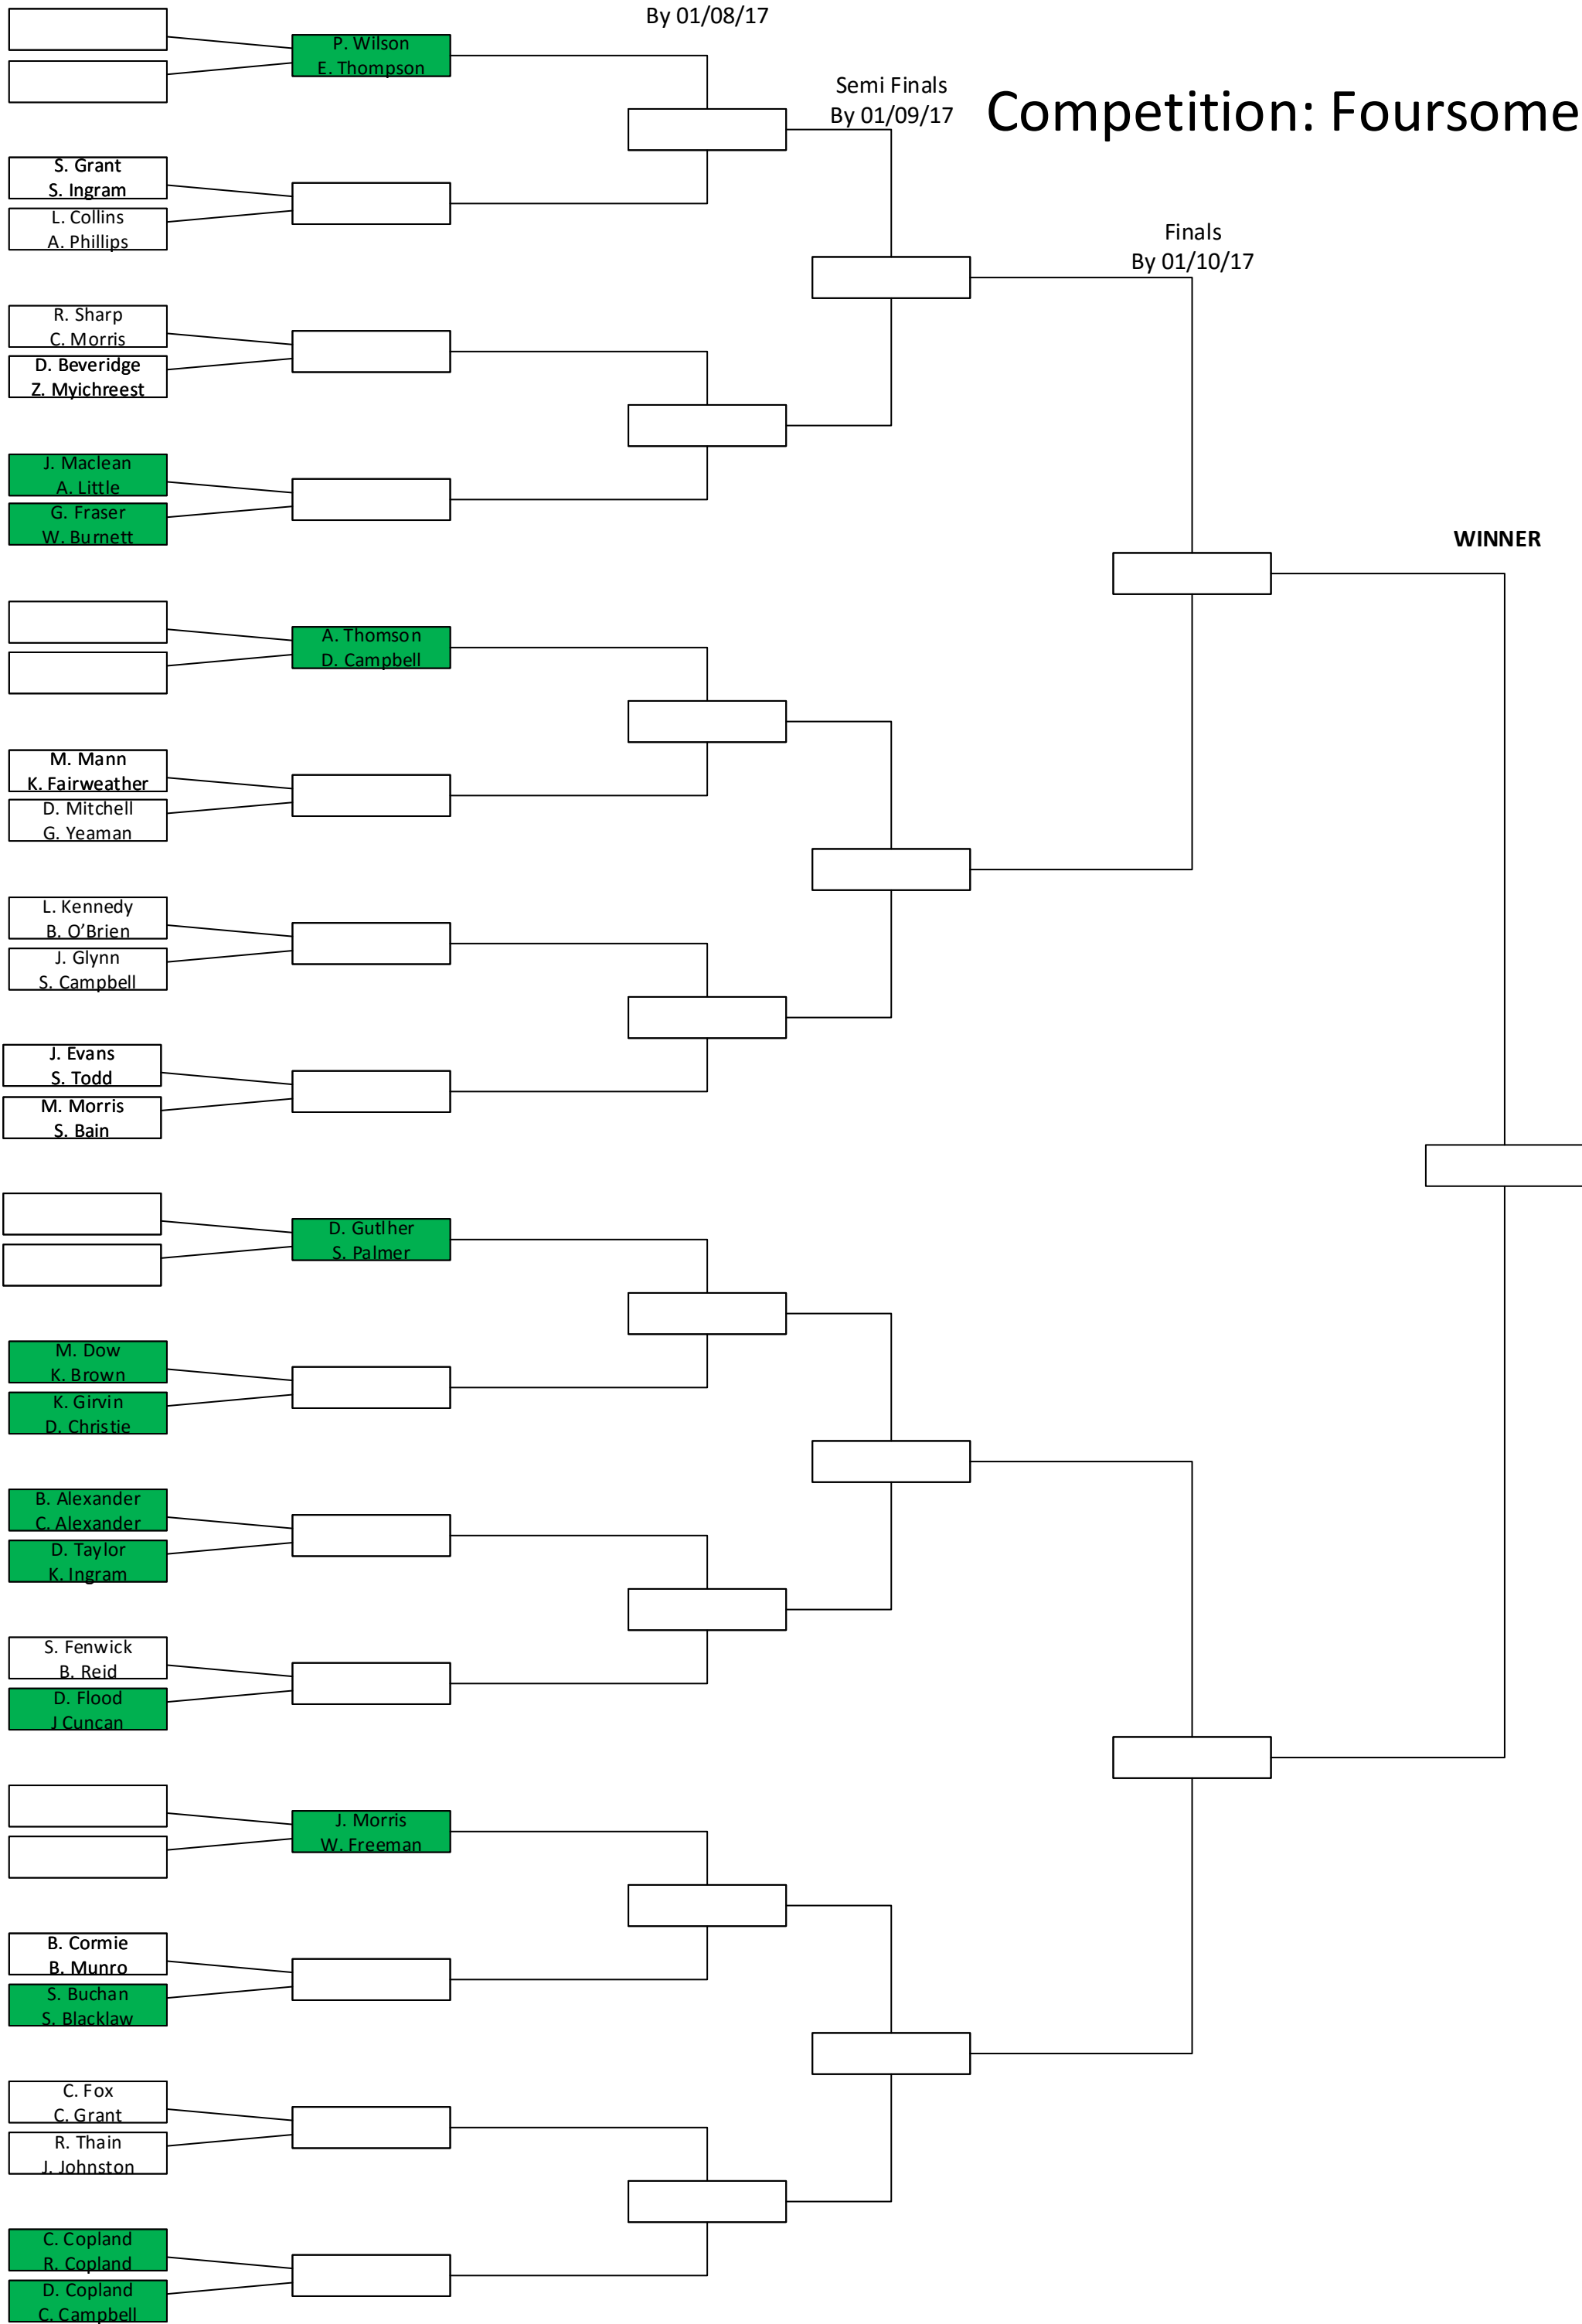 By 01/08/17
P. Wilson
E. Thompson
Semi Finals
By 01/09/17
Competition: Foursome
S. Grant
S. Ingram
L. Collins
A. Phillips
Finals
By 01/10/17
R. Sharp
C. Morris
D. Beveridge
Z. Myichreest
J. Maclean
A. Little
G. Fraser
W. Burnett
WINNER
A. Thomson
D. Campbell
M. Mann
K. Fairweather
D. Mitchell
G. Yeaman
L. Kennedy
B. O’Brien
J. Glynn
S. Campbell
J. Evans
S. Todd
M. Morris
S. Bain
D. Gutlher
S. Palmer
M. Dow
K. Brown
K. Girvin
D. Christie
B. Alexander
C. Alexander
D. Taylor
K. Ingram
S. Fenwick
B. Reid
D. Flood
J Cuncan
J. Morris
W. Freeman
B. Cormie
B. Munro
S. Buchan
S. Blacklaw
C. Fox
C. Grant
R. Thain
J. Johnston
C. Copland
R. Copland
D. Copland
C. Campbell